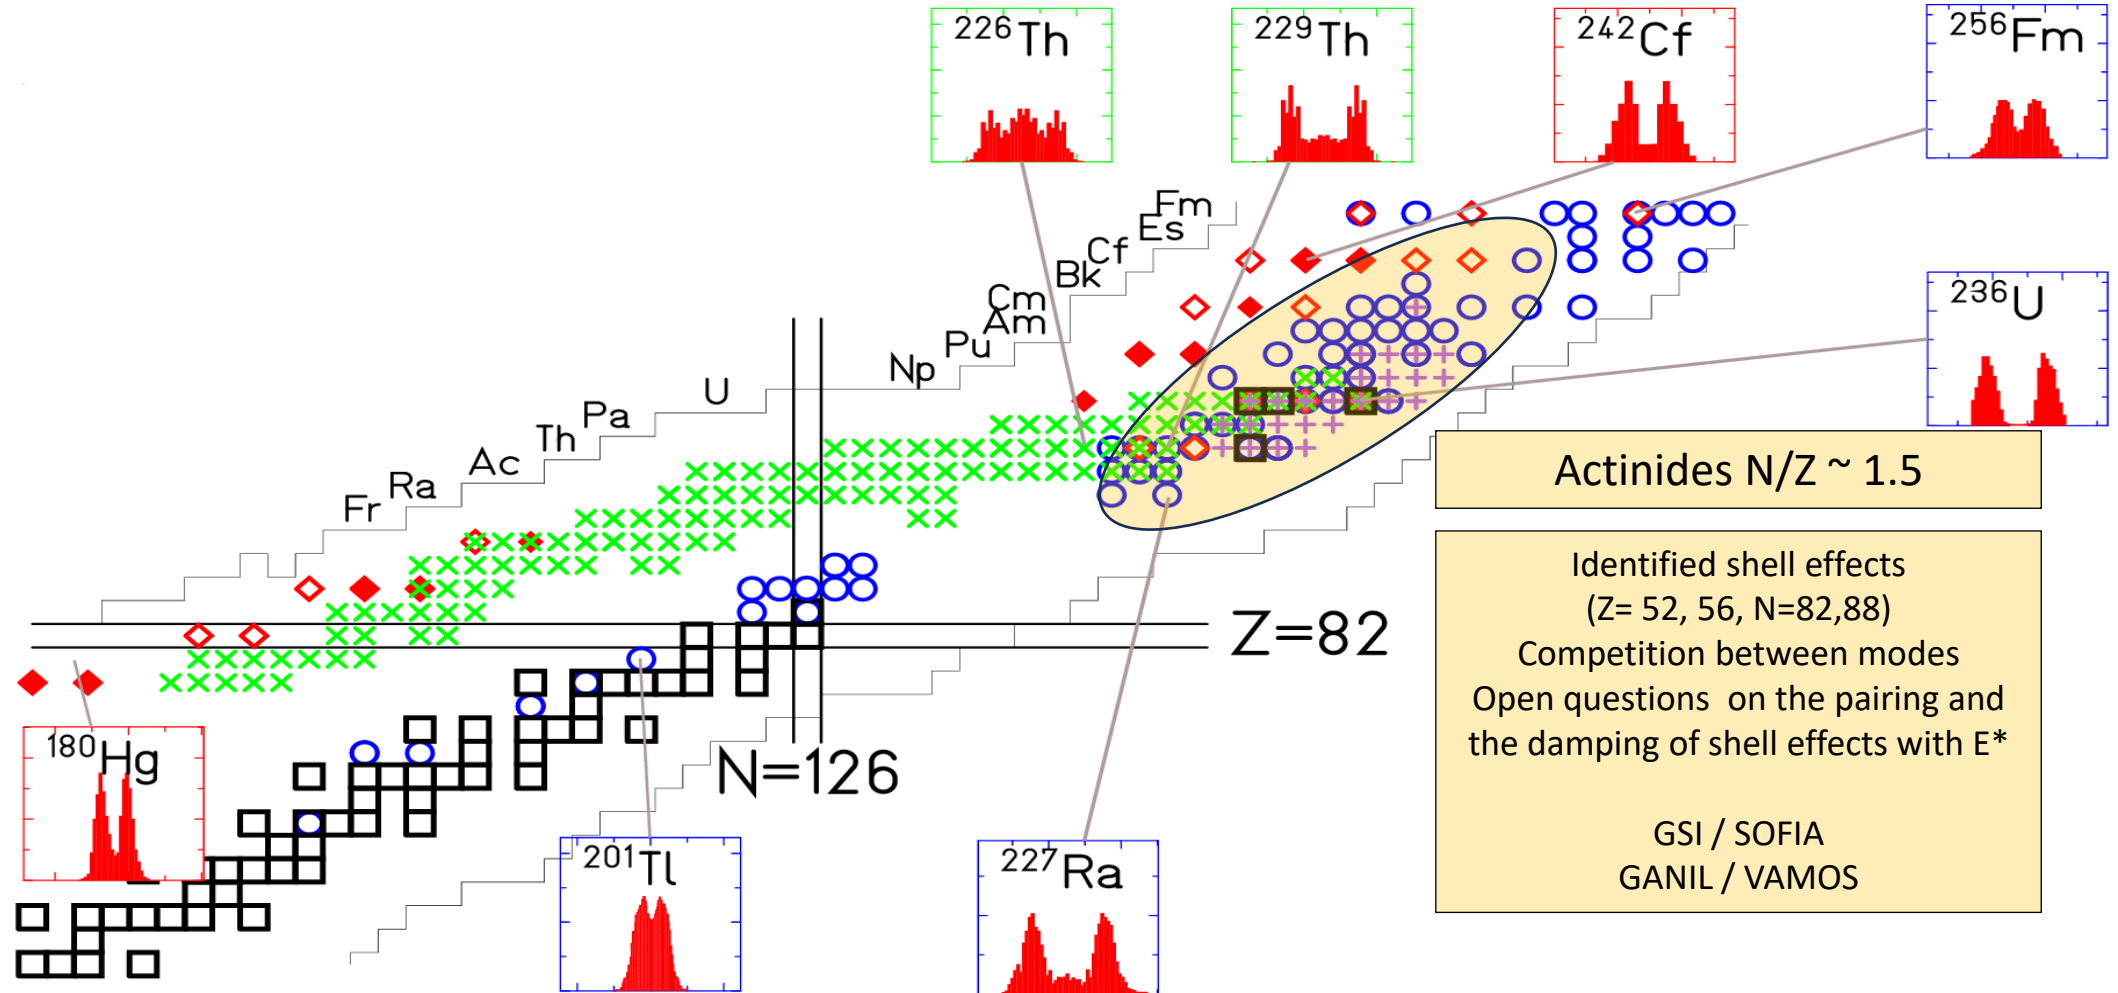 ²²⁶Th
²²⁹Th
²⁴²Cf
²⁵⁶Fm
Fm
Es
Cf
Bk
Cm
Am
Pu
Np
U
Pa
Th
Ac
Ra
Fr
²³⁶U
Actinides N/Z ~ 1.5
Identified shell effects
(Z= 52, 56, N=82,88)
Competition between modes
Open questions on the pairing and
the damping of shell effects with E*
GSI / SOFIA
GANIL / VAMOS
Z=82
N=126
¹⁸⁰Hg
²⁰¹Tl
²²⁷Ra